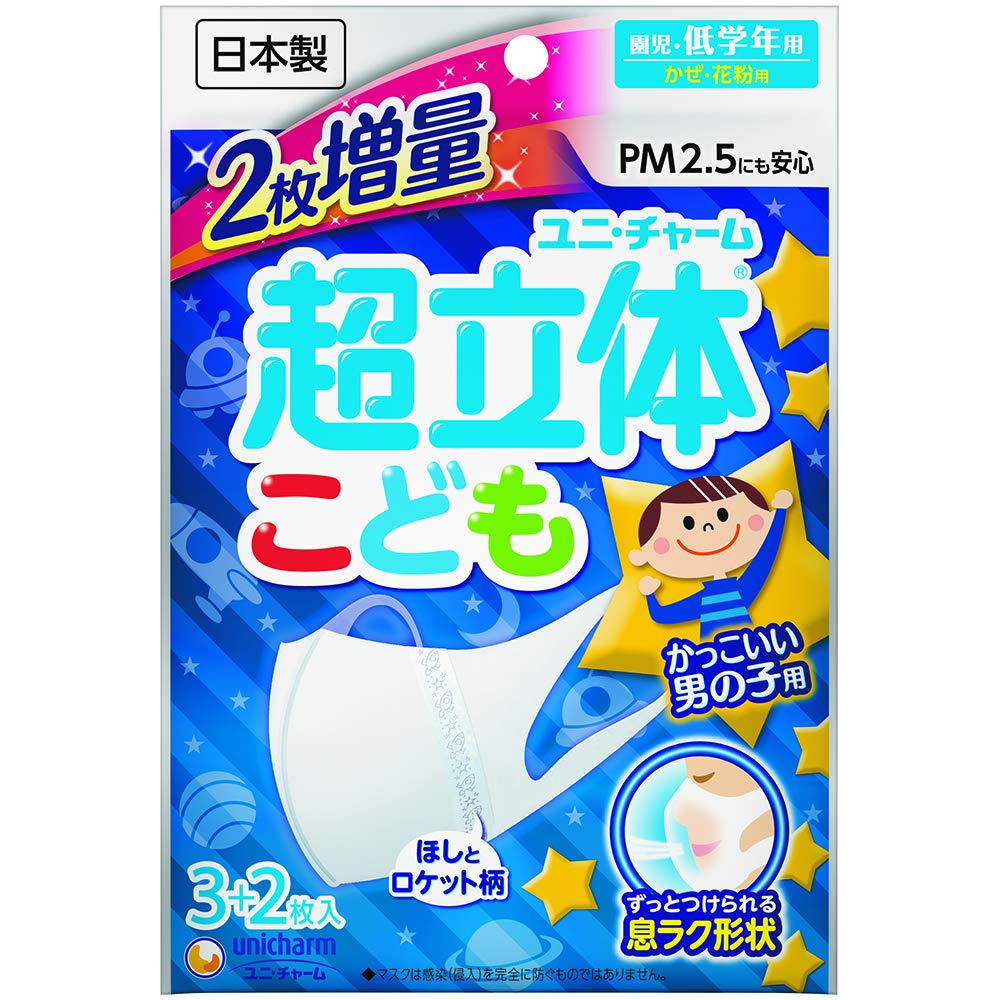 日本製
園児・低学年用
かぜ・花粉用
2枚増量
PM2.5にも安心
ユニ・チャーム
超立体®
こども
かっこいい
男の子用
ほしと
ロケット柄
3+2枚入
ずっとつけられる
息ラク形状
unicharm
ユニ・チャーム
◆マスクは感染(侵入)を完全に防ぐものではありません。